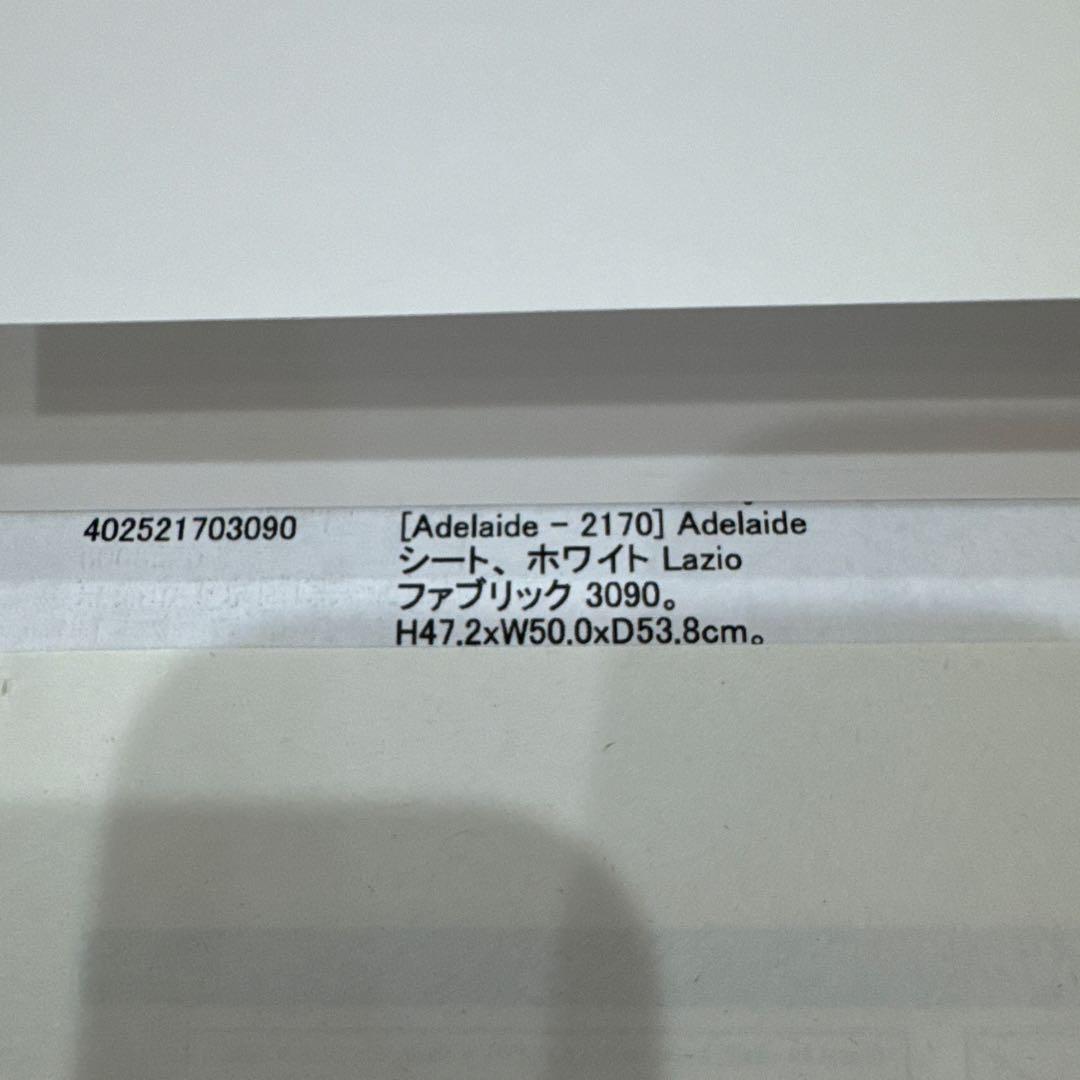 402521703090 [Adelaide - 2170] Adelaide
シート、ホワイト Lazio
ファブリック 3090。
H47.2xW50.0xD53.8cm。